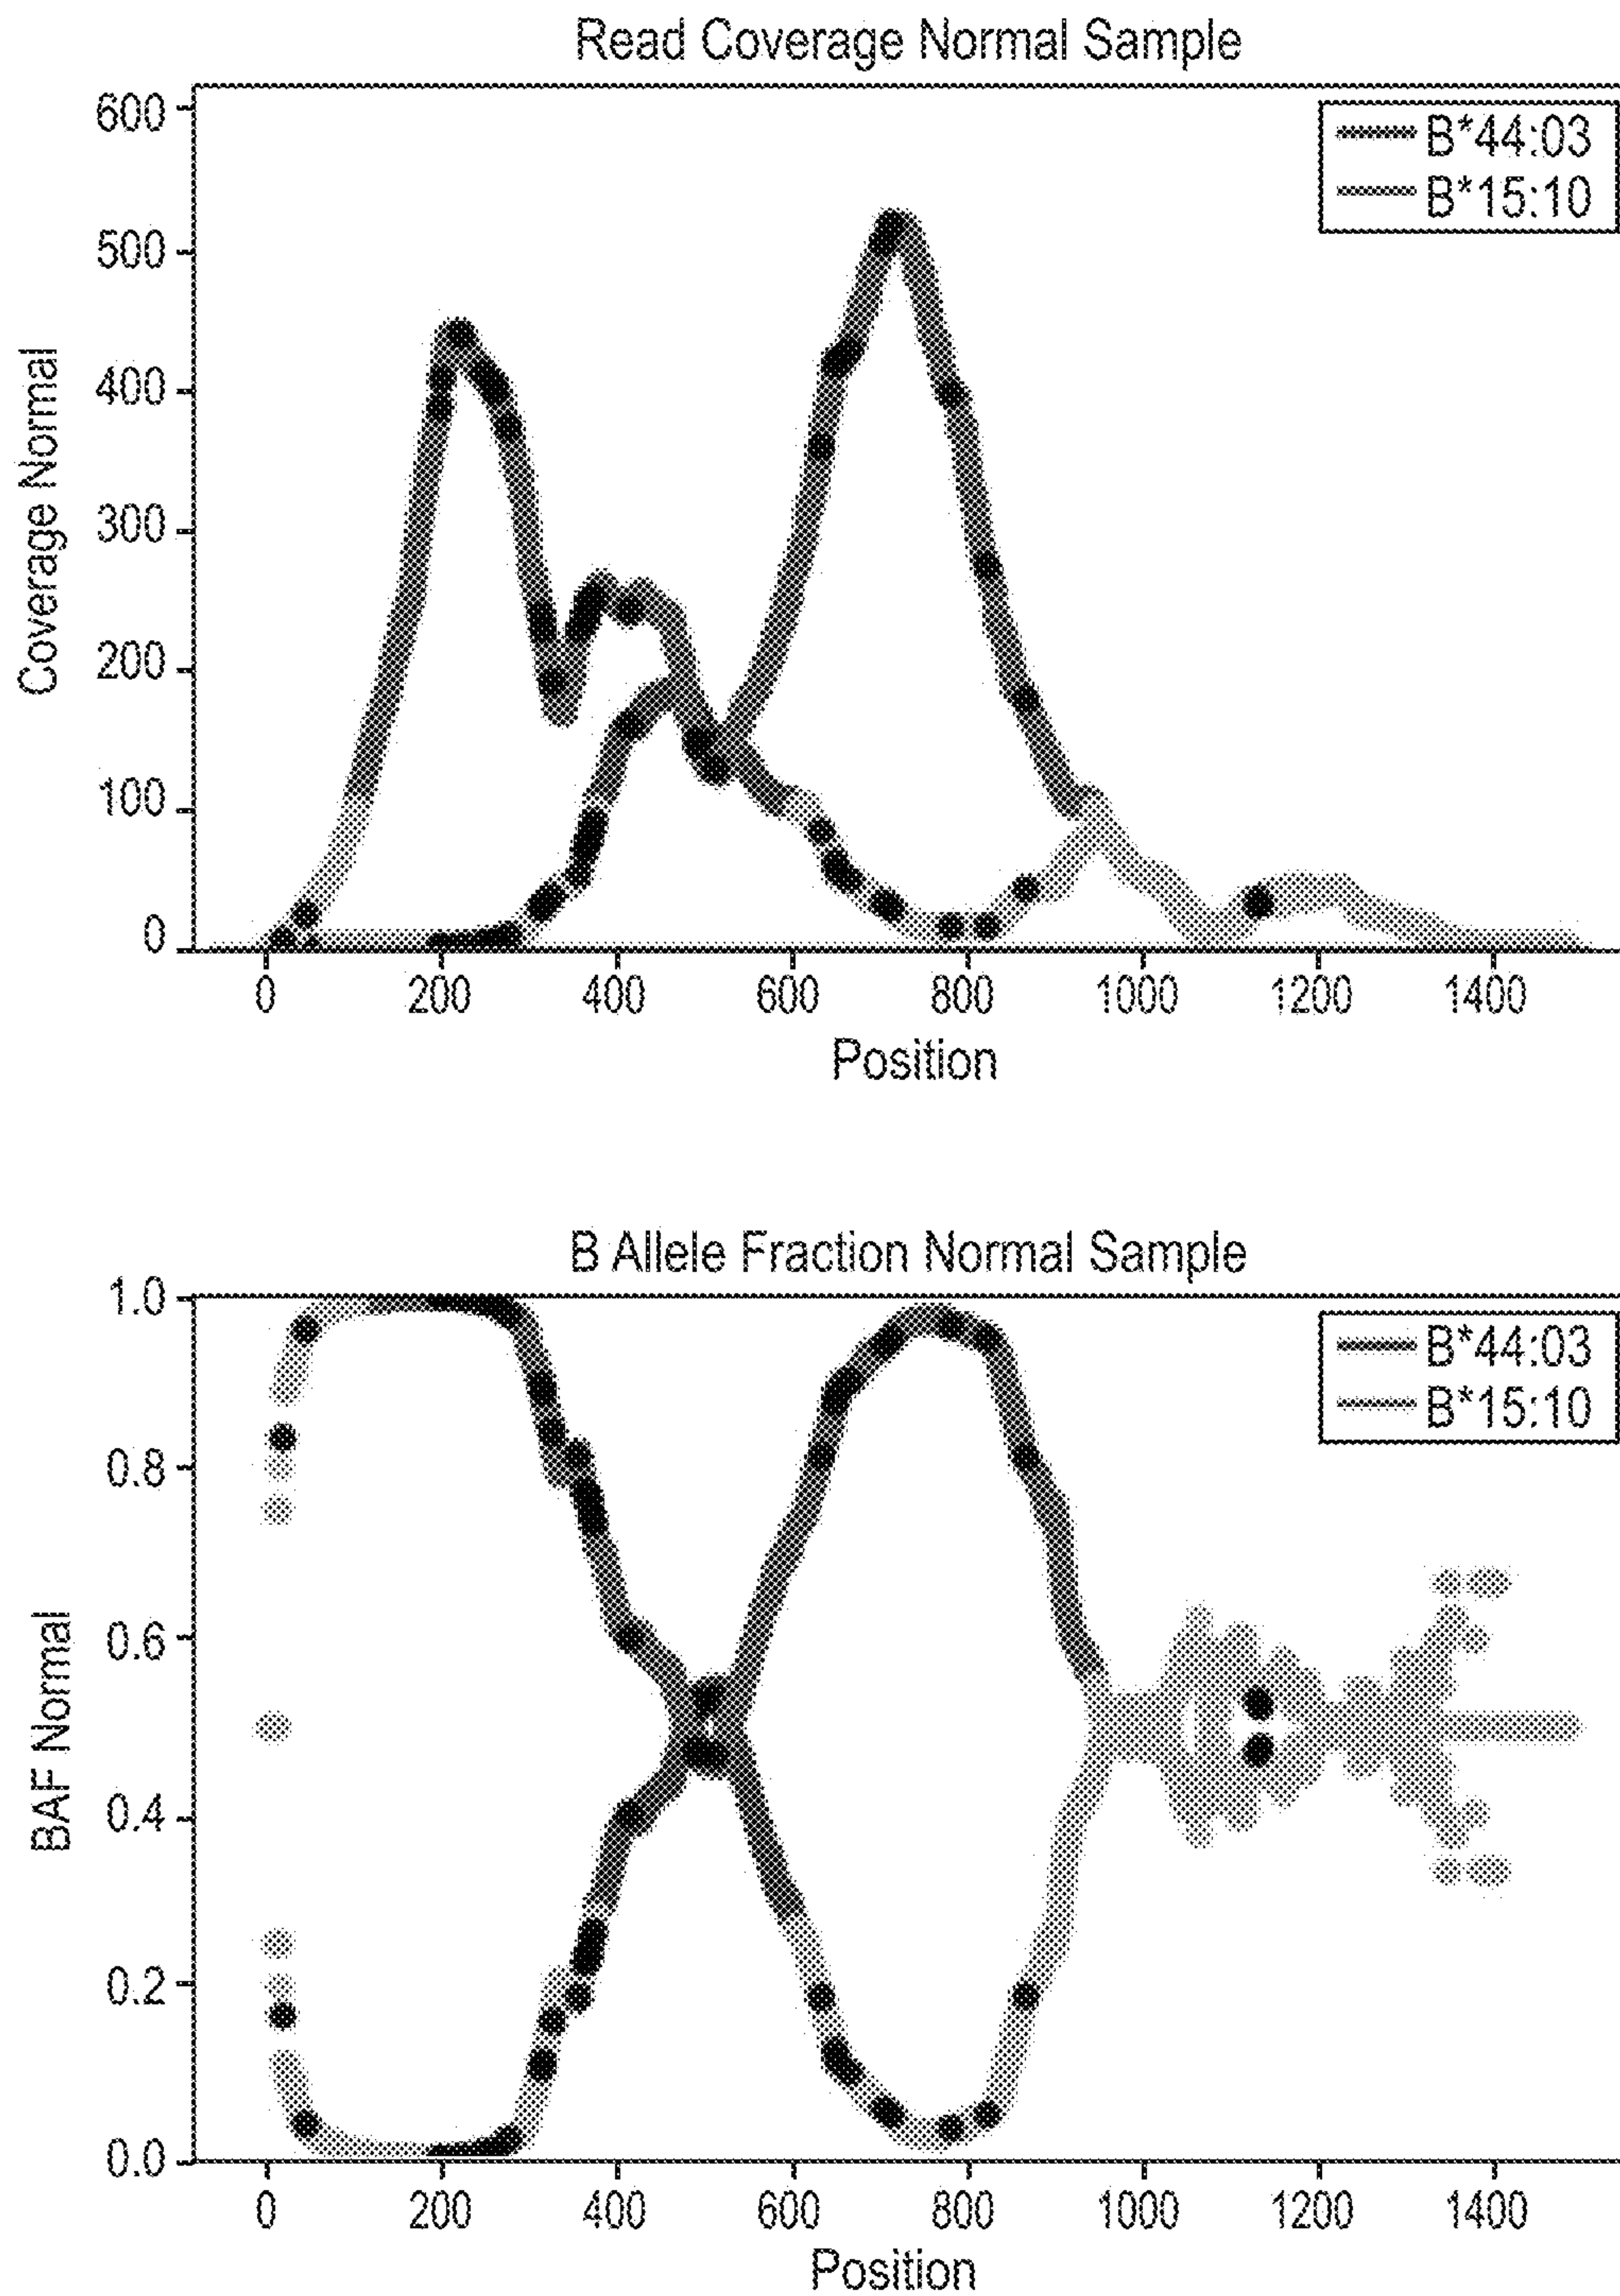 Read Coverage Normal Sample
600
500
400
300
200
100
0
Coverage Normal
B*44:03
B*15:10
0 200 400 600 800 1000 1200 1400
Position
B Allele Fraction Normal Sample
1.0
0.8
0.6
0.4
0.2
0.0
BAF Normal
B*44:03
B*15:10
0 200 400 600 800 1000 1200 1400
Position